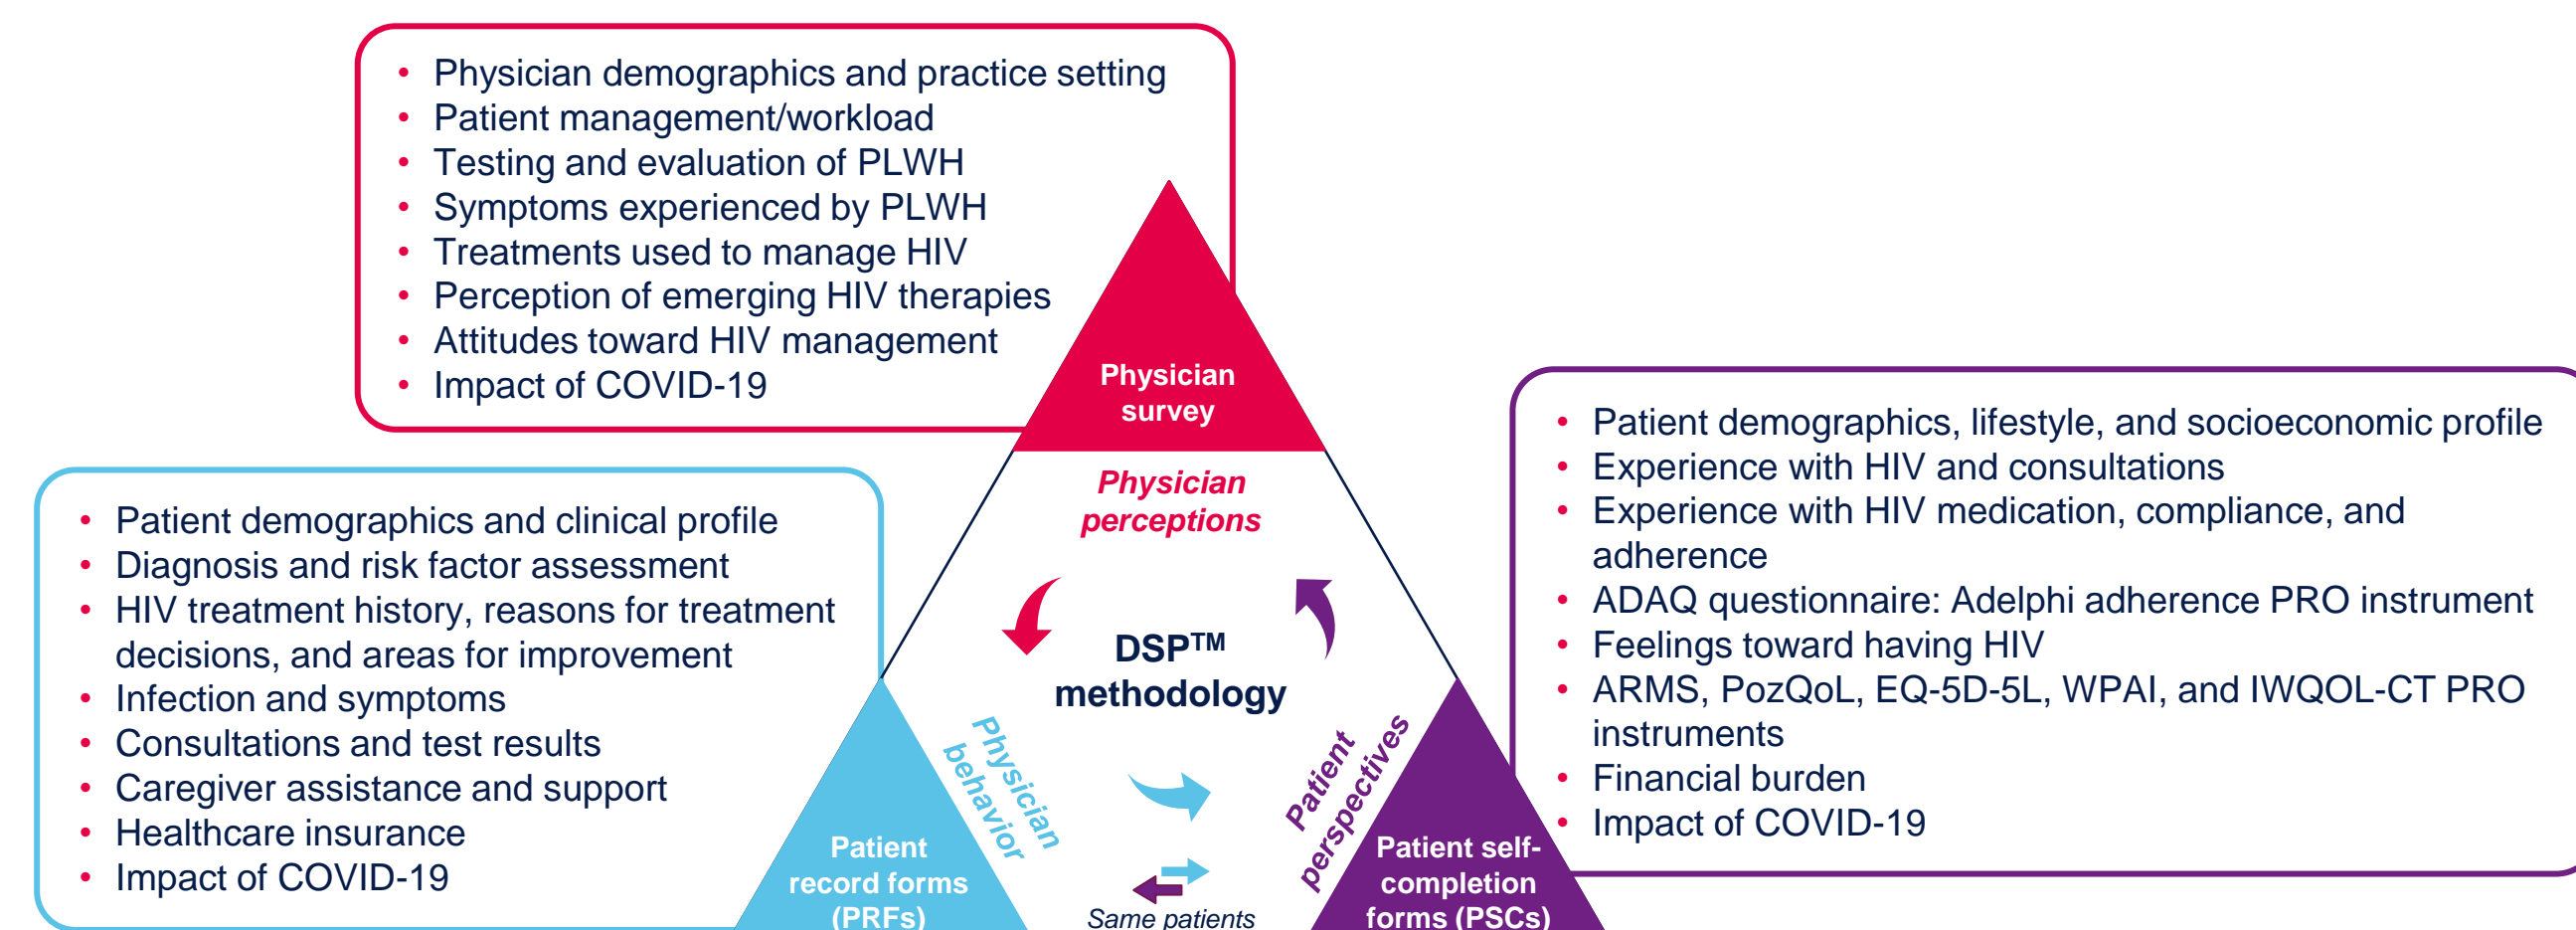 • Physician demographics and practice setting
• Patient management/workload
• Testing and evaluation of PLWH
• Symptoms experienced by PLWH
• Treatments used to manage HIV
• Perception of emerging HIV therapies
• Attitudes toward HIV management
• Impact of COVID-19
Physician
survey
Physician
perceptions
• Patient demographics and clinical profile
• Diagnosis and risk factor assessment
• HIV treatment history, reasons for treatment
decisions, and areas for improvement
• Infection and symptoms
• Consultations and test results
• Caregiver assistance and support
• Healthcare insurance
• Impact of COVID-19
Patient
record forms
(PRFs)
Physician
behavior
DSP™
methodology
Same patients
Patient
perspectives
Patient self-
completion
forms (PSCs)
• Patient demographics, lifestyle, and socioeconomic profile
• Experience with HIV and consultations
• Experience with HIV medication, compliance, and
adherence
• ADAQ questionnaire: Adelphi adherence PRO instrument
• Feelings toward having HIV
• ARMS, PozQoL, EQ-5D-5L, WPAI, and IWQOL-CT PRO
instruments
• Financial burden
• Impact of COVID-19